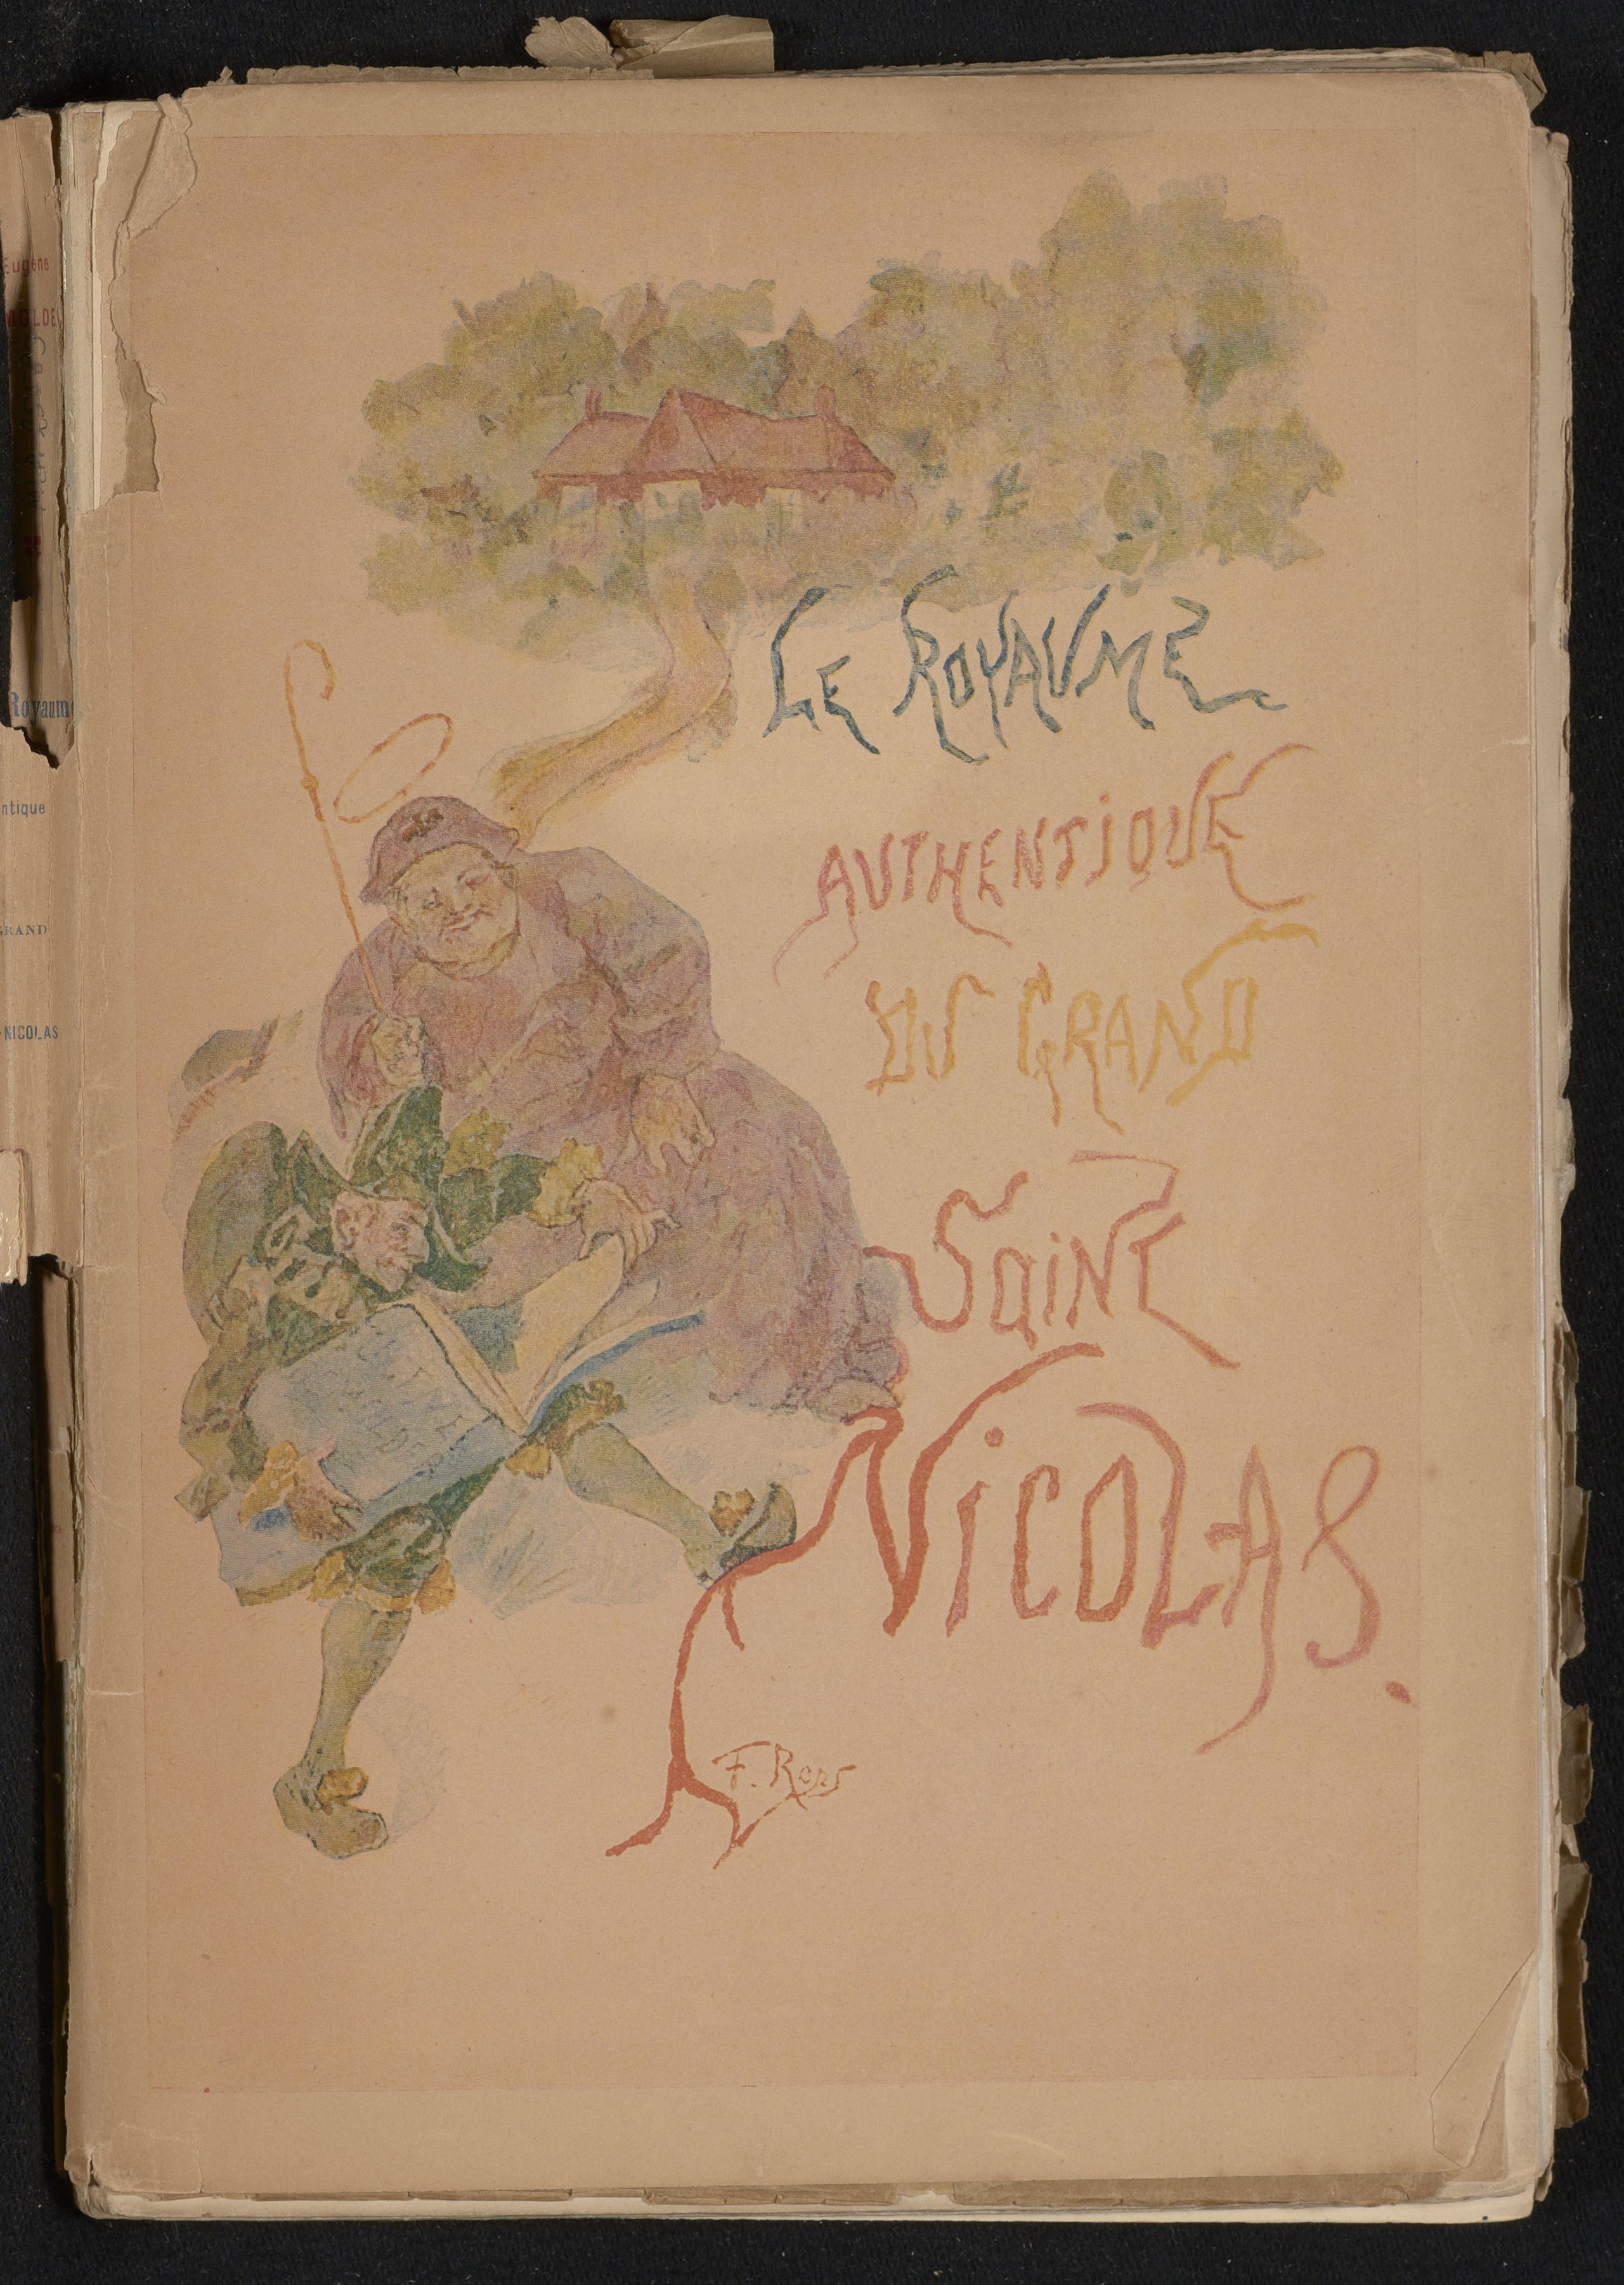 Eugène
Royaum
ntique
GRAND
NICOLAS
LE ROYAUME
AUTHENTIQUE
DU GRAND
SAINT
NICOLAS.
F. Rops